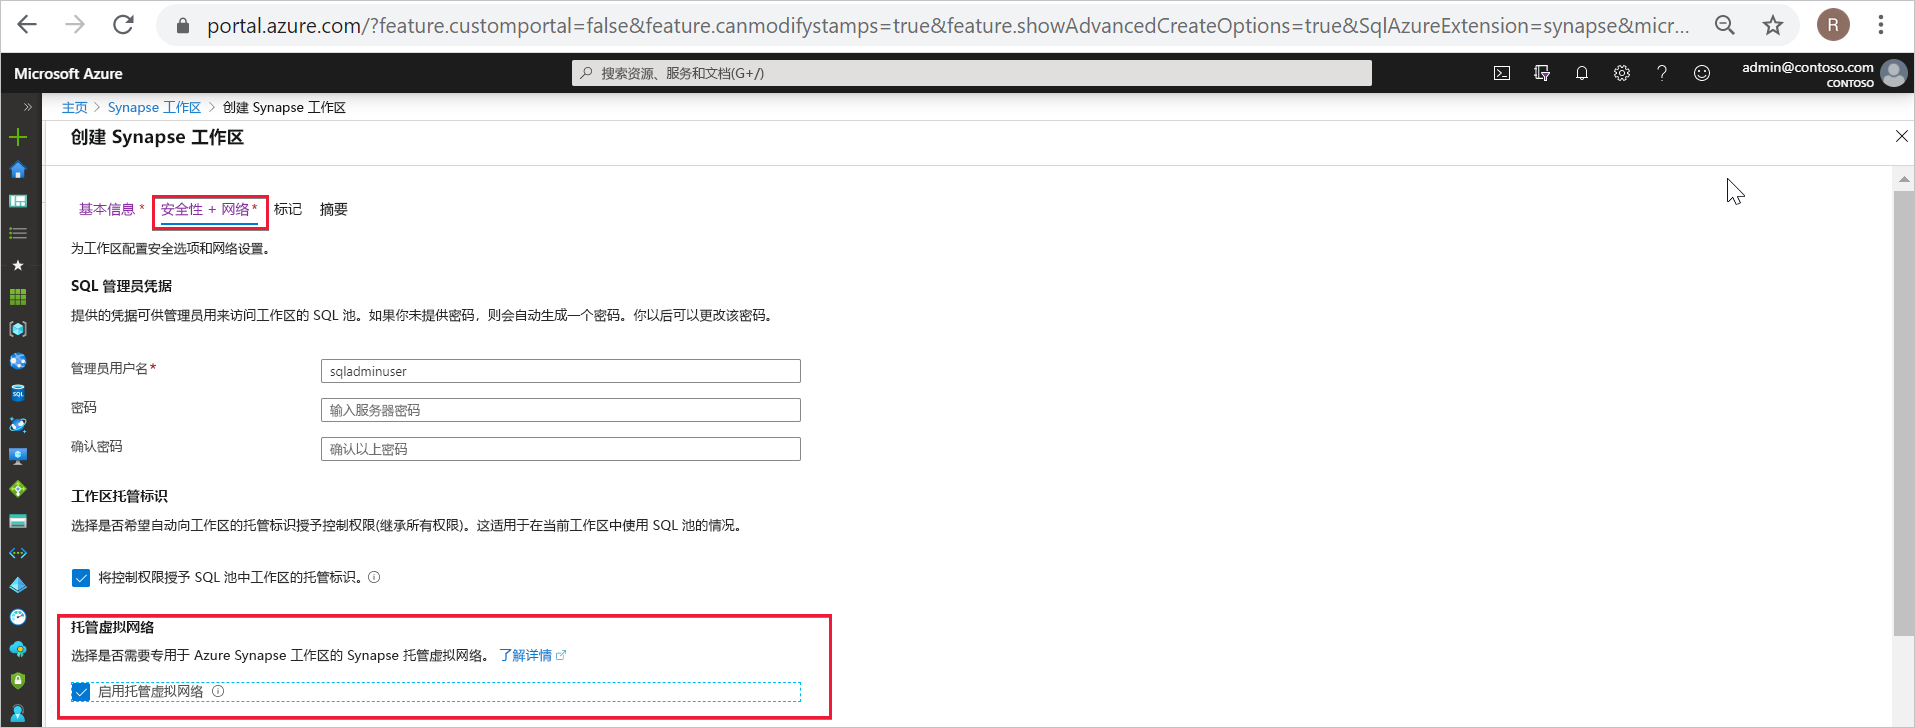 portal.azure.com/?feature.customportal=false&feature.canmodifystamps=true&feature.showAdvancedCreateOptions=true&SqlAzureExtension=synapse&micr...
R
Microsoft Azure
搜索资源、服务和文档(G+/)
admin@contoso.com
CONTOSO
主页 > Synapse 工作区 > 创建 Synapse 工作区
创建 Synapse 工作区
基本信息 * 安全性 + 网络* 标记 摘要
为工作区配置安全选项和网络设置。
SQL 管理员凭据
提供的凭据可供管理员用来访问工作区的 SQL 池。如果你未提供密码，则会自动生成一个密码。你以后可以更改该密码。
管理员用户名*
sqladminuser
密码
输入服务器密码
确认密码
确认以上密码
工作区托管标识
选择是否希望自动向工作区的托管标识授予控制权限(继承所有权限)。这适用于在当前工作区中使用 SQL 池的情况。
将控制权限授予 SQL 池中工作区的托管标识。
托管虚拟网络
选择是否需要专用于 Azure Synapse 工作区的 Synapse 托管虚拟网络。 了解详情
启用托管虚拟网络